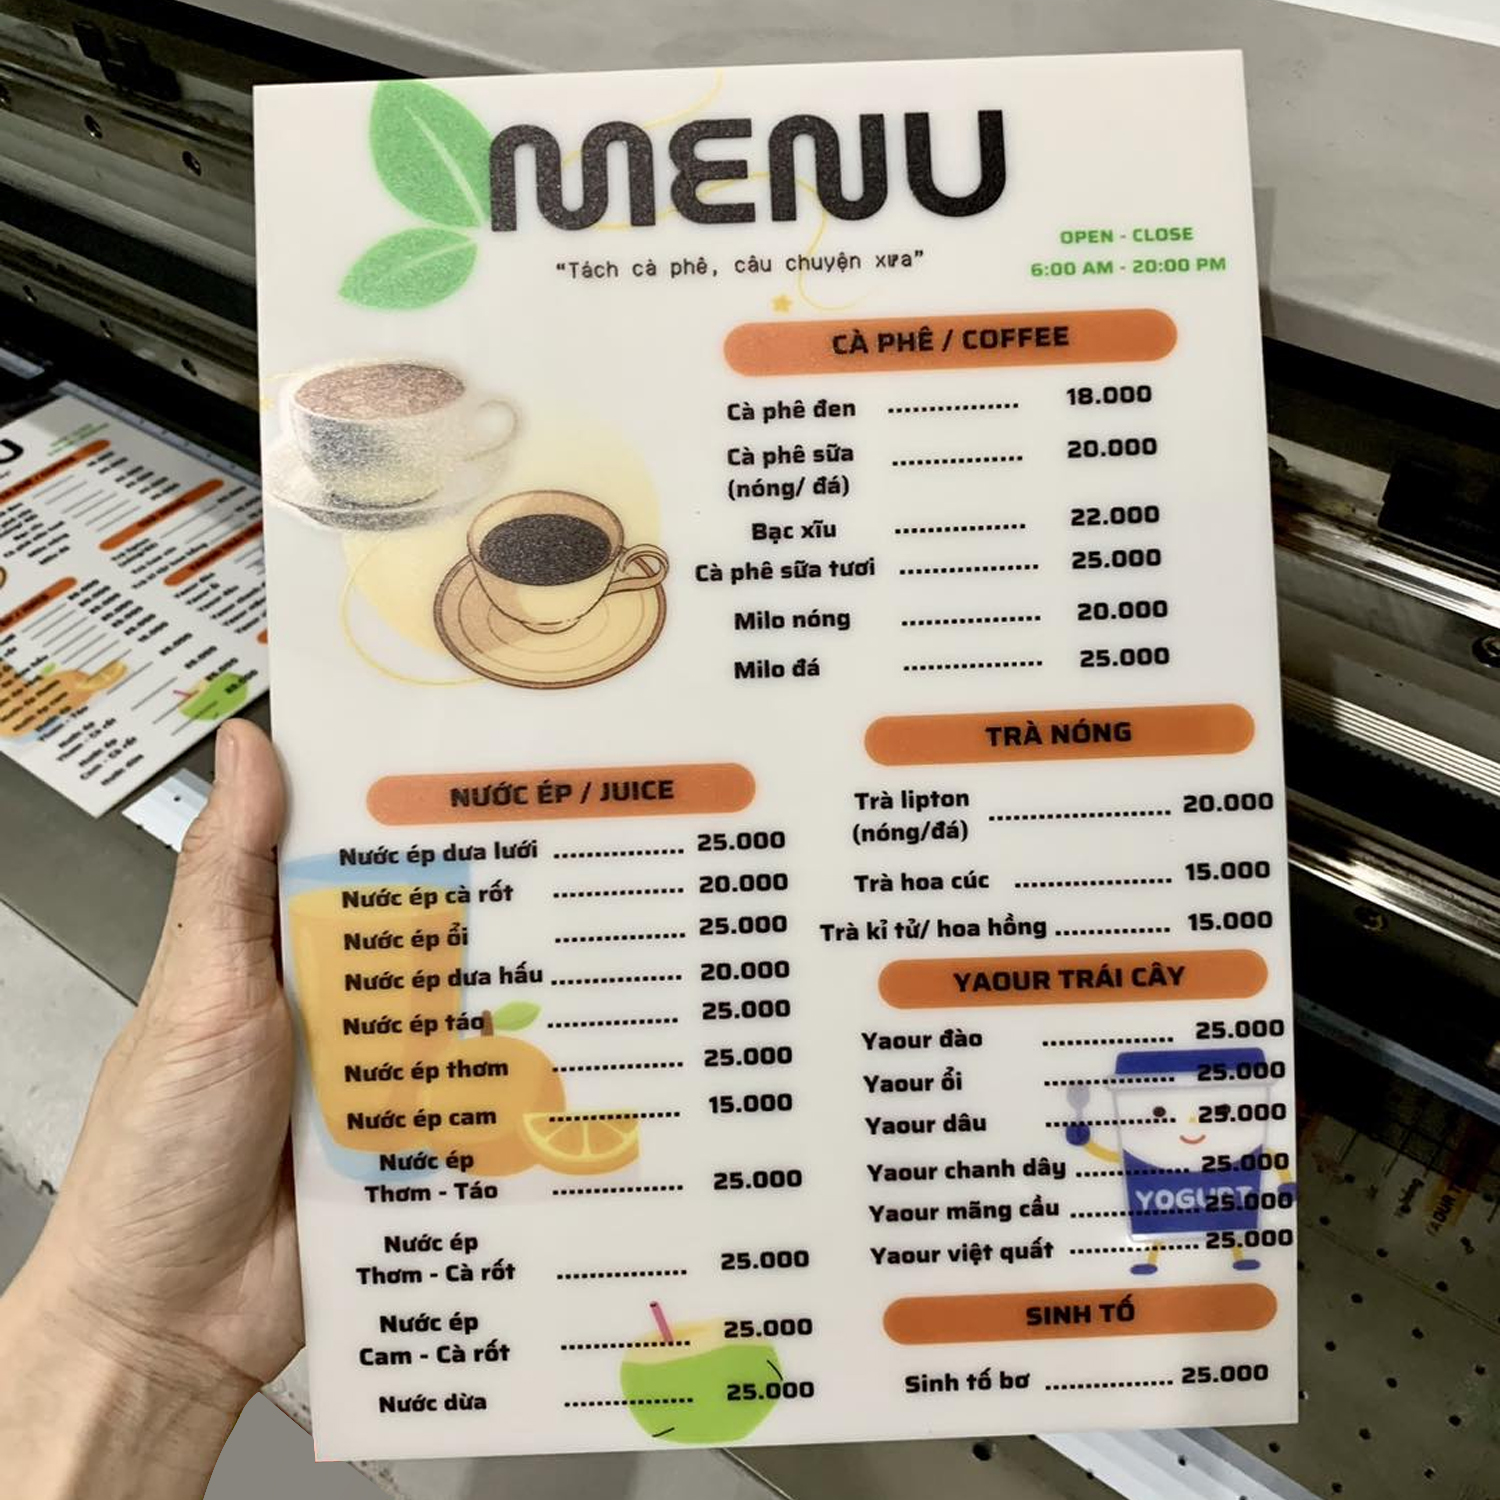 MENU
“Tách cà phê, câu chuyện xưa”
OPEN - CLOSE
6:00 AM - 20:00 PM
CÀ PHÊ / COFFEE
Cà phê đen ................ 18.000
Cà phê sữa ................ 20.000
(nóng/ đá)
Bạc xĩu ................ 22.000
Cà phê sữa tươi ................. 25.000
Milo nóng ................. 20.000
Milo đá ................. 25.000
NƯỚC ÉP / JUICE
Nước ép dưa lưới ................ 25.000
Nước ép cà rốt ................ 20.000
Nước ép ổi ................ 25.000
Nước ép dưa hấu ................ 20.000
Nước ép táo ................ 25.000
Nước ép thơm ................ 25.000
Nước ép cam ................ 15.000
Nước ép
Thơm - Táo ................ 25.000
Nước ép
Thơm - Cà rốt ................ 25.000
Nước ép
Cam - Cà rốt ................ 25.000
Nước dừa ................ 25.000
TRÀ NÓNG
Trà lipton ...................... 20.000
(nóng/đá)
Trà hoa cúc ................... 15.000
Trà kỉ tử/ hoa hồng .............. 15.000
YAOUR TRÁI CÂY
Yaour đào ................ 25.000
Yaour ổi ................ 25.000
Yaour dâu ................ 25.000
Yaour chanh dây .............. 25.000
Yaour mãng cầu ................ 25.000
Yaour việt quất ................ 25.000
YOGURT
SINH TỐ
Sinh tố bơ ................ 25.000